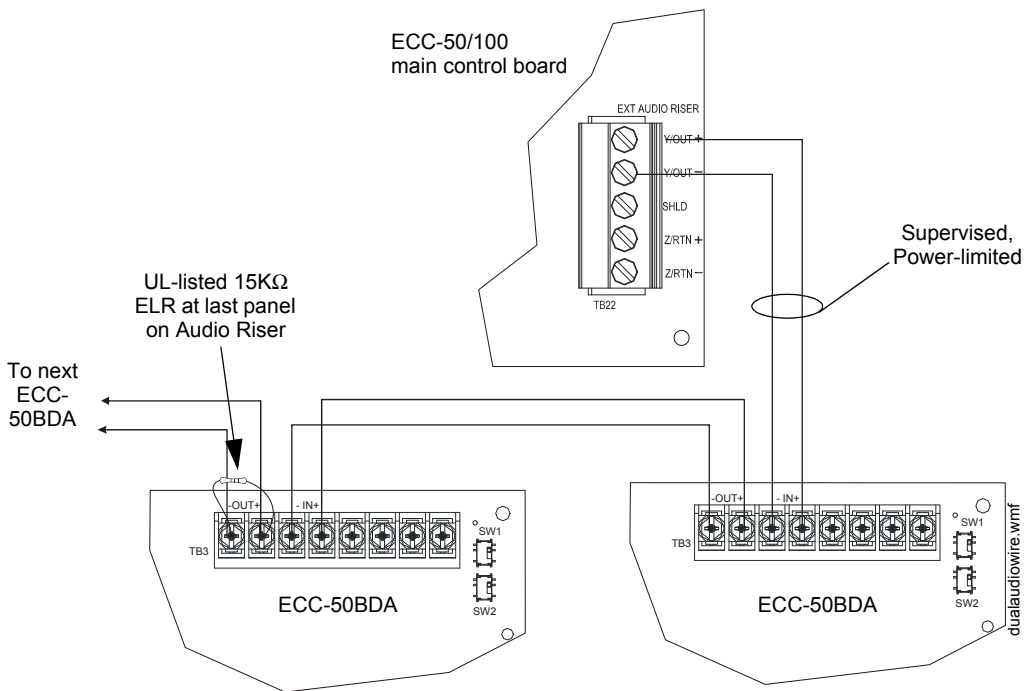 ECC-50/100
main control board
EXT AUDIO RISER
Y/OUT +
Y/OUT −
SHLD
Z/RTN +
Z/RTN −
TB22
Supervised,
Power-limited
UL-listed 15KΩ
ELR at last panel
on Audio Riser
To next
ECC-
50BDA
-OUT+
- IN+
TB3
SW1
SW2
ECC-50BDA
-OUT+
- IN+
TB3
SW1
SW2
ECC-50BDA
dualaudiowire.wmf